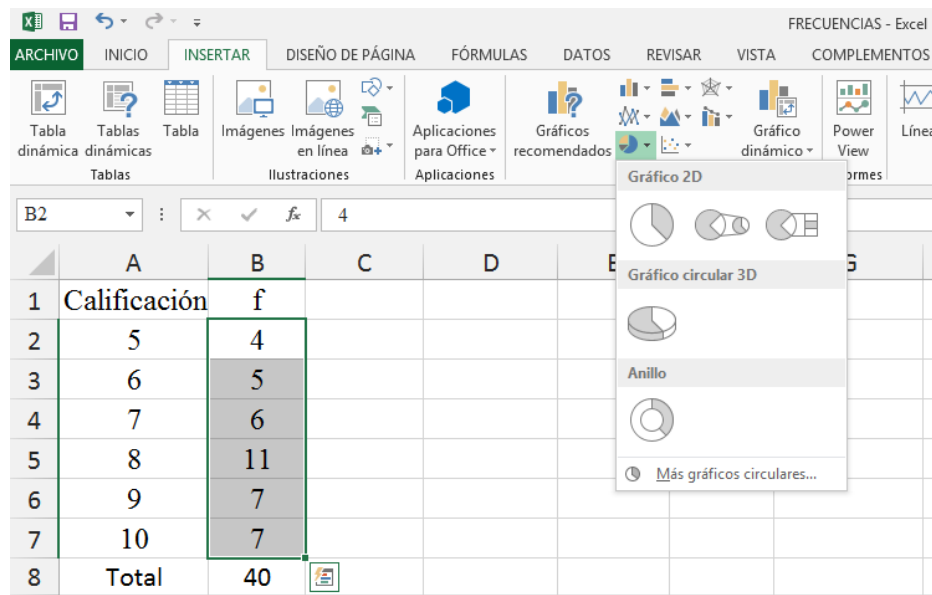 FRECUENCIAS - Excel
ARCHIVO INICIO INSERTAR DISEÑO DE PÁGINA FÓRMULAS DATOS REVISAR VISTA COMPLEMENTOS
Tabla dinámica
Tablas dinámicas
Tabla
Imágenes
Imágenes en línea
Aplicaciones para Office
Gráficos recomendados
Gráfico dinámico
Power View
Tablas
Ilustraciones
Aplicaciones
Gráfico 2D
Gráfico circular 3D
Anillo
Más gráficos circulares...
B2 fx 4
A B C D
1 Calificación f
2 5 4
3 6 5
4 7 6
5 8 11
6 9 7
7 10 7
8 Total 40